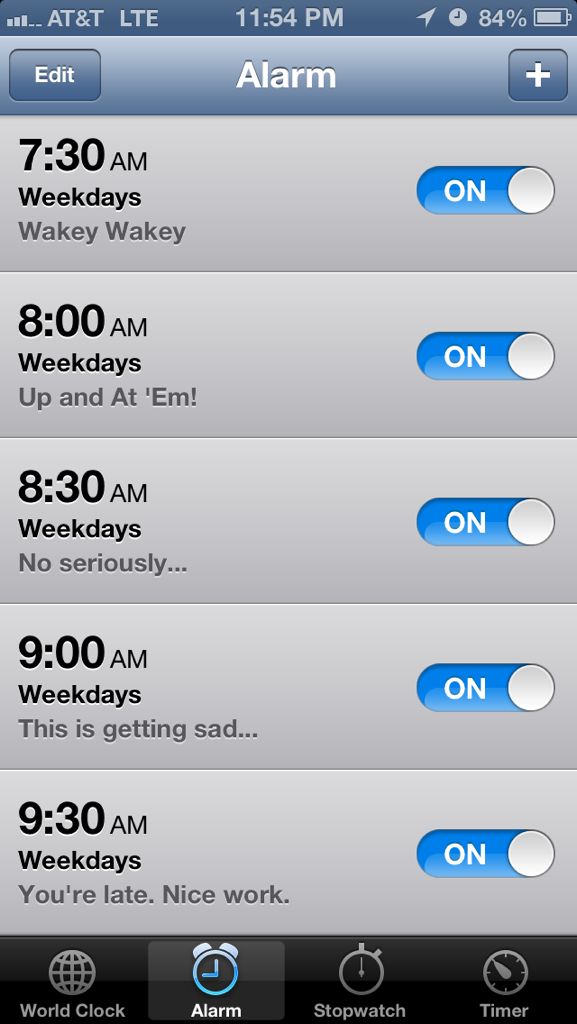 AT&T LTE 11:54 PM 84%
Edit Alarm +
7:30 AM
Weekdays
Wakey Wakey
ON
8:00 AM
Weekdays
Up and At 'Em!
ON
8:30 AM
Weekdays
No seriously...
ON
9:00 AM
Weekdays
This is getting sad...
ON
9:30 AM
Weekdays
You're late. Nice work.
ON
World Clock Alarm Stopwatch Timer